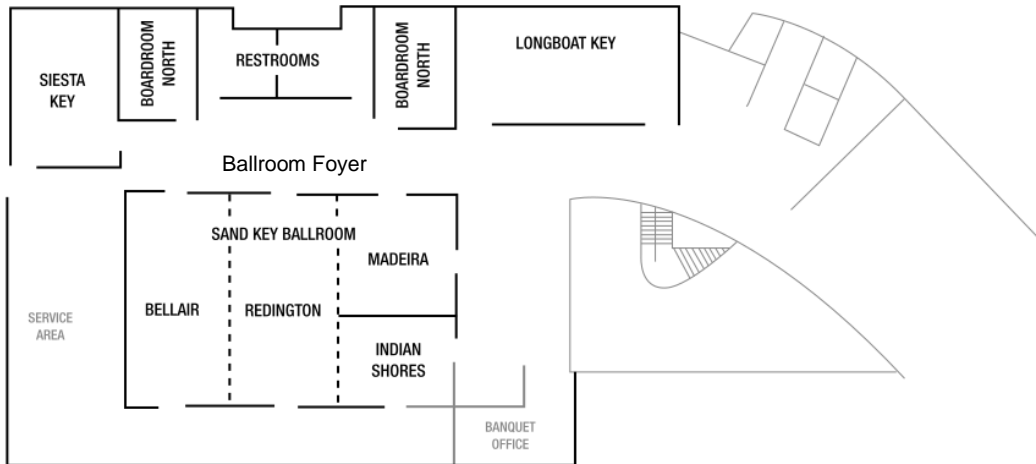 SIESTA
KEY
BOARDROOM
NORTH
RESTROOMS
BOARDROOM
NORTH
LONGBOAT KEY
Ballroom Foyer
SAND KEY BALLROOM
MADEIRA
BELLAIR
REDINGTON
SERVICE
AREA
INDIAN
SHORES
BANQUET
OFFICE